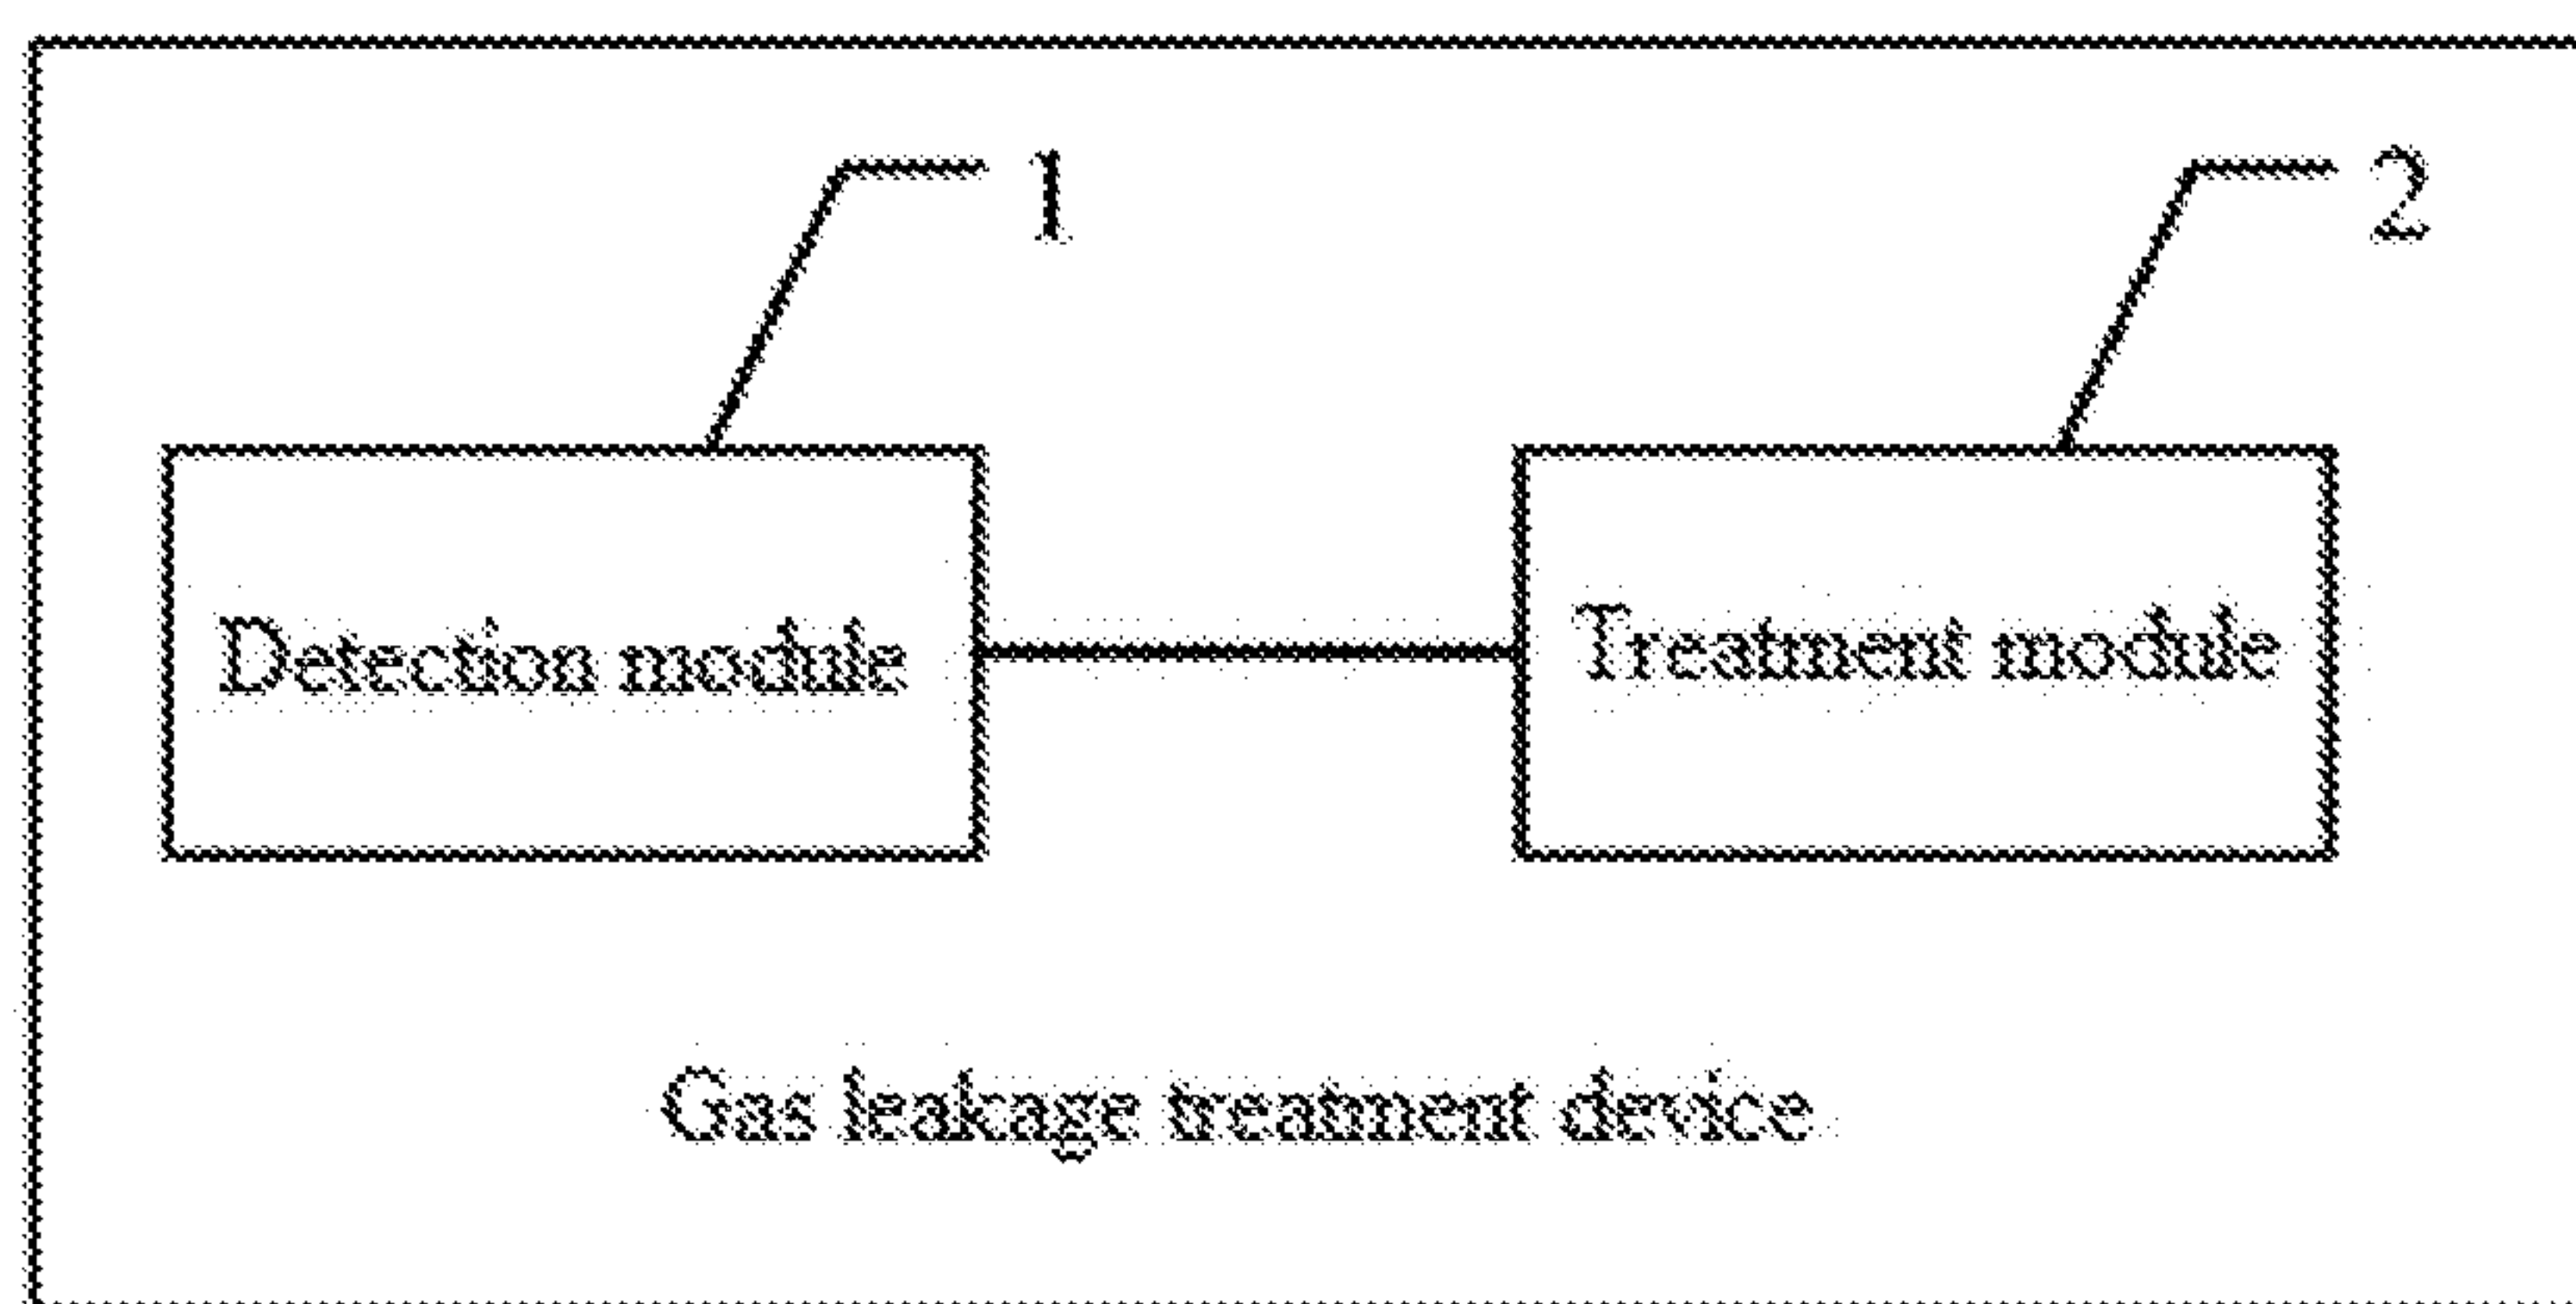 1
2
Detection module
Treatment module
Gas leakage treatment device